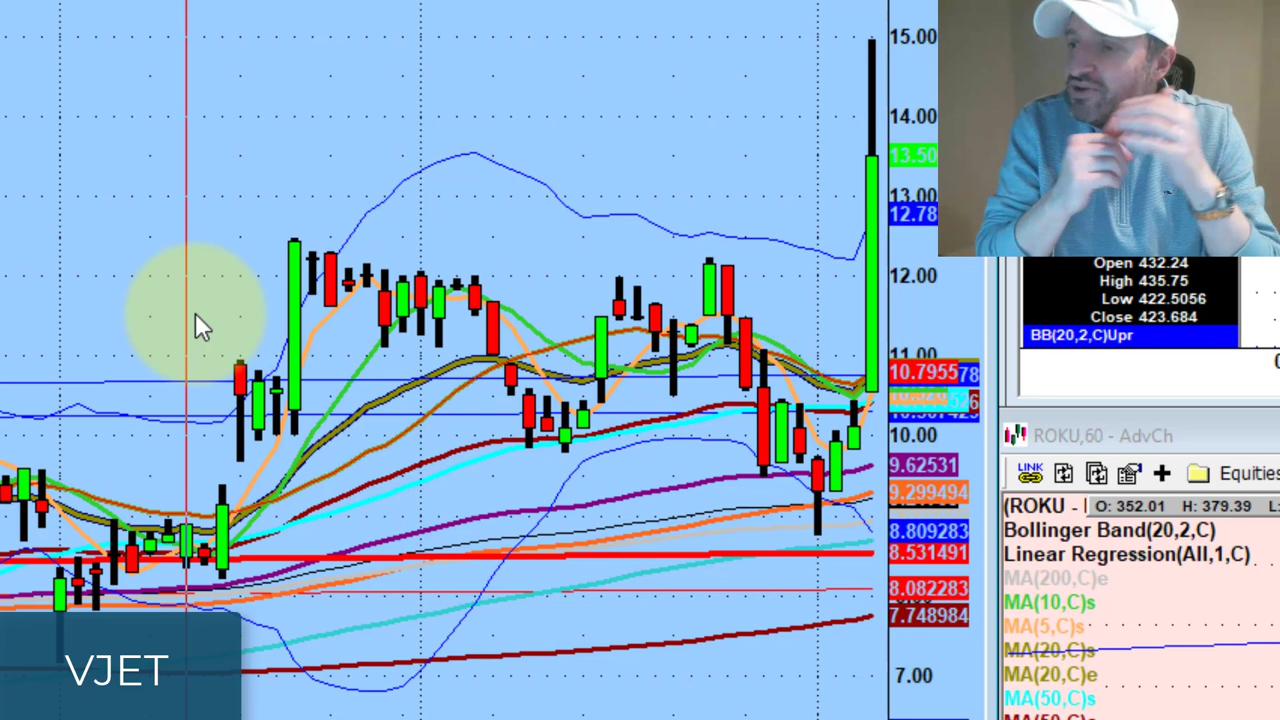 15.00
14.00
13.50
13.00
12.78
12.00
11.00
10.7955
78
10.00
9.62531
9.299494
8.809283
8.531491
8.082283
7.748984
7.00
VJET
Open 432.24
High 435.75
Low 422.5056
Close 423.684
BB(20,2,C)Upr
ROKU,60 - AdvCh
LINK
Equities
(ROKU -
O: 352.01 H: 379.39 L:
Bollinger Band(20,2,C)
Linear Regression(All,1,C)
MA(200,C)e
MA(10,C)s
MA(5,C)s
MA(20,C)s
MA(20,C)e
MA(50,C)s